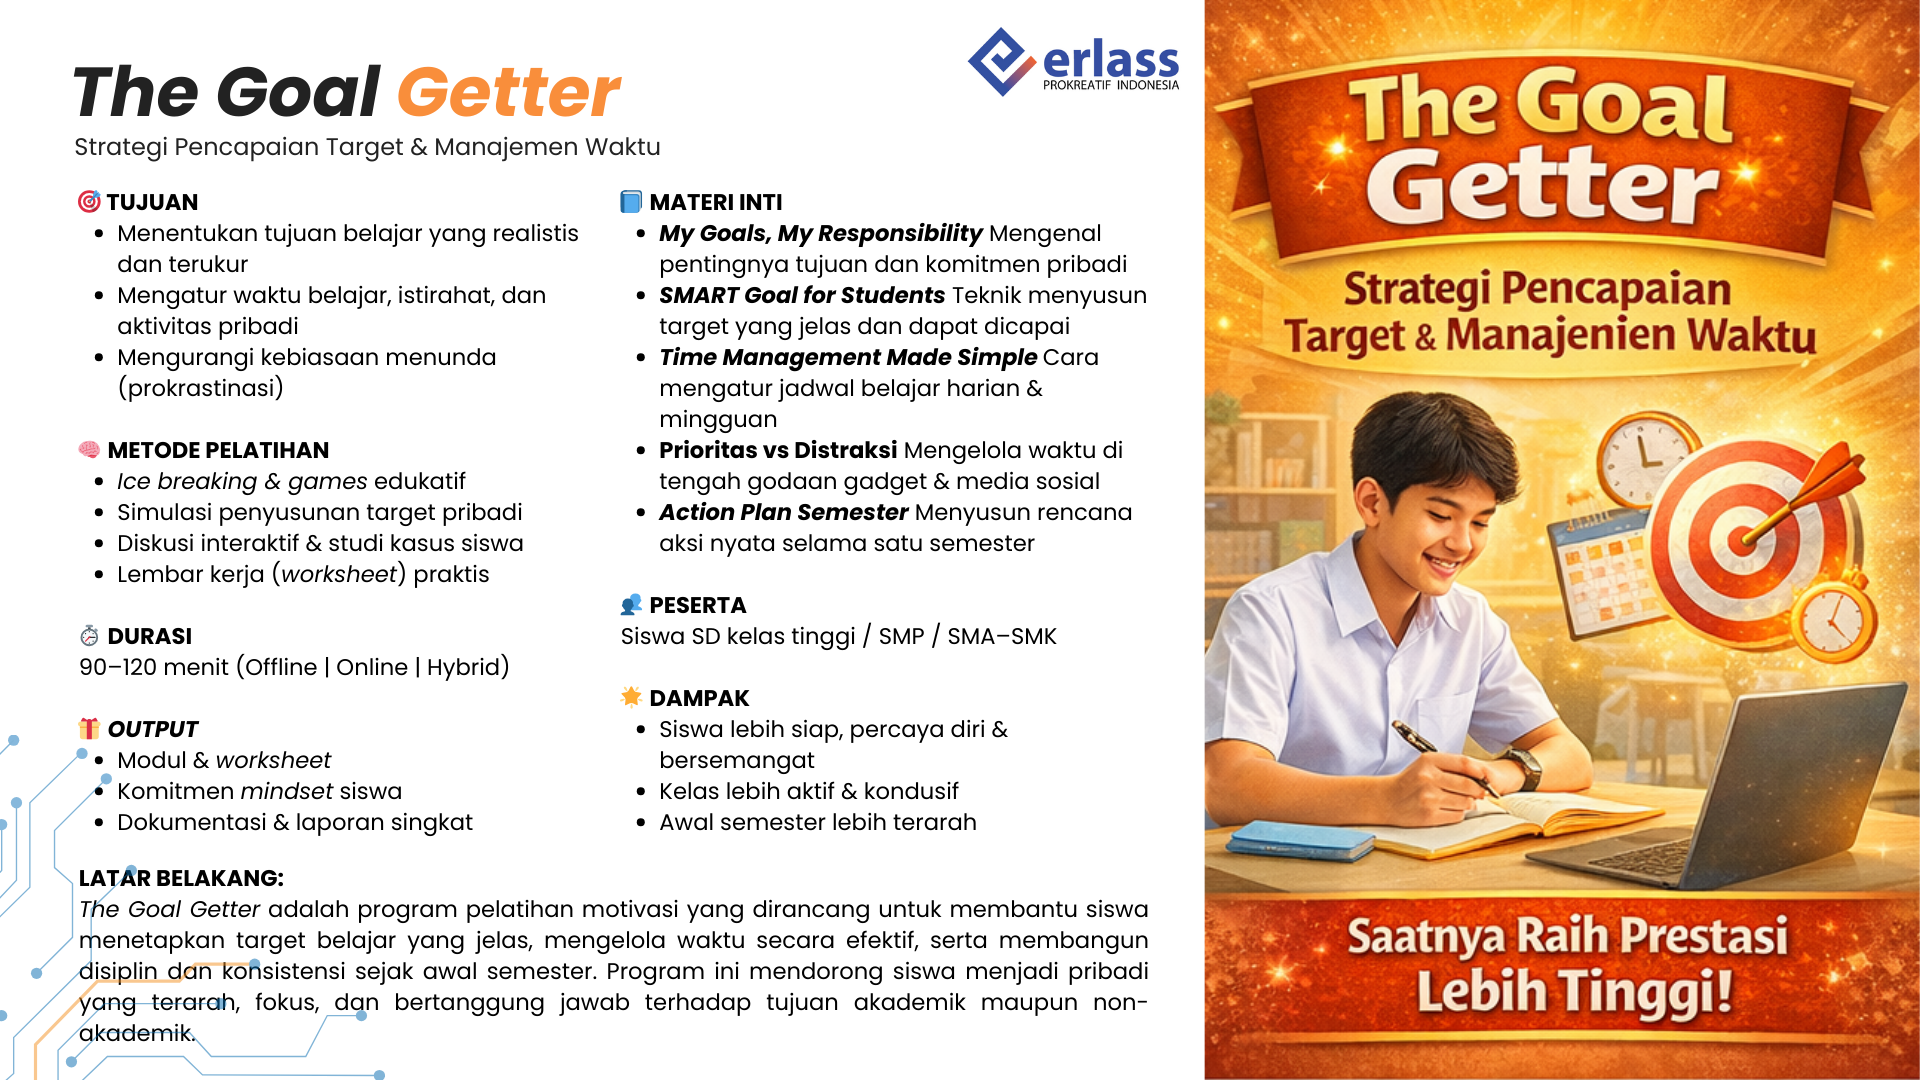 The Goal Getter
Strategi Pencapaian Target & Manajemen Waktu
erlass
PROKREATIF INDONESIA
TUJUAN
Menentukan tujuan belajar yang realistis
dan terukur
Mengatur waktu belajar, istirahat, dan
aktivitas pribadi
Mengurangi kebiasaan menunda
(prokrastinasi)
METODE PELATIHAN
Ice breaking & games edukatif
Simulasi penyusunan target pribadi
Diskusi interaktif & studi kasus siswa
Lembar kerja (worksheet) praktis
DURASI
90–120 menit (Offline | Online | Hybrid)
OUTPUT
Modul & worksheet
Komitmen mindset siswa
Dokumentasi & laporan singkat
MATERI INTI
My Goals, My Responsibility Mengenal
pentingnya tujuan dan komitmen pribadi
SMART Goal for Students Teknik menyusun
target yang jelas dan dapat dicapai
Time Management Made Simple Cara
mengatur jadwal belajar harian &
mingguan
Prioritas vs Distraksi Mengelola waktu di
tengah godaan gadget & media sosial
Action Plan Semester Menyusun rencana
aksi nyata selama satu semester
PESERTA
Siswa SD kelas tinggi / SMP / SMA–SMK
DAMPAK
Siswa lebih siap, percaya diri &
bersemangat
Kelas lebih aktif & kondusif
Awal semester lebih terarah
LATAR BELAKANG:
The Goal Getter adalah program pelatihan motivasi yang dirancang untuk membantu siswa
menetapkan target belajar yang jelas, mengelola waktu secara efektif, serta membangun
disiplin dan konsistensi sejak awal semester. Program ini mendorong siswa menjadi pribadi
yang terarah, fokus, dan bertanggung jawab terhadap tujuan akademik maupun non-
akademik.
The Goal
Getter
Strategi Pencapaian
Target & Manajenien Waktu
Saatnya Raih Prestasi
Lebih Tinggi!